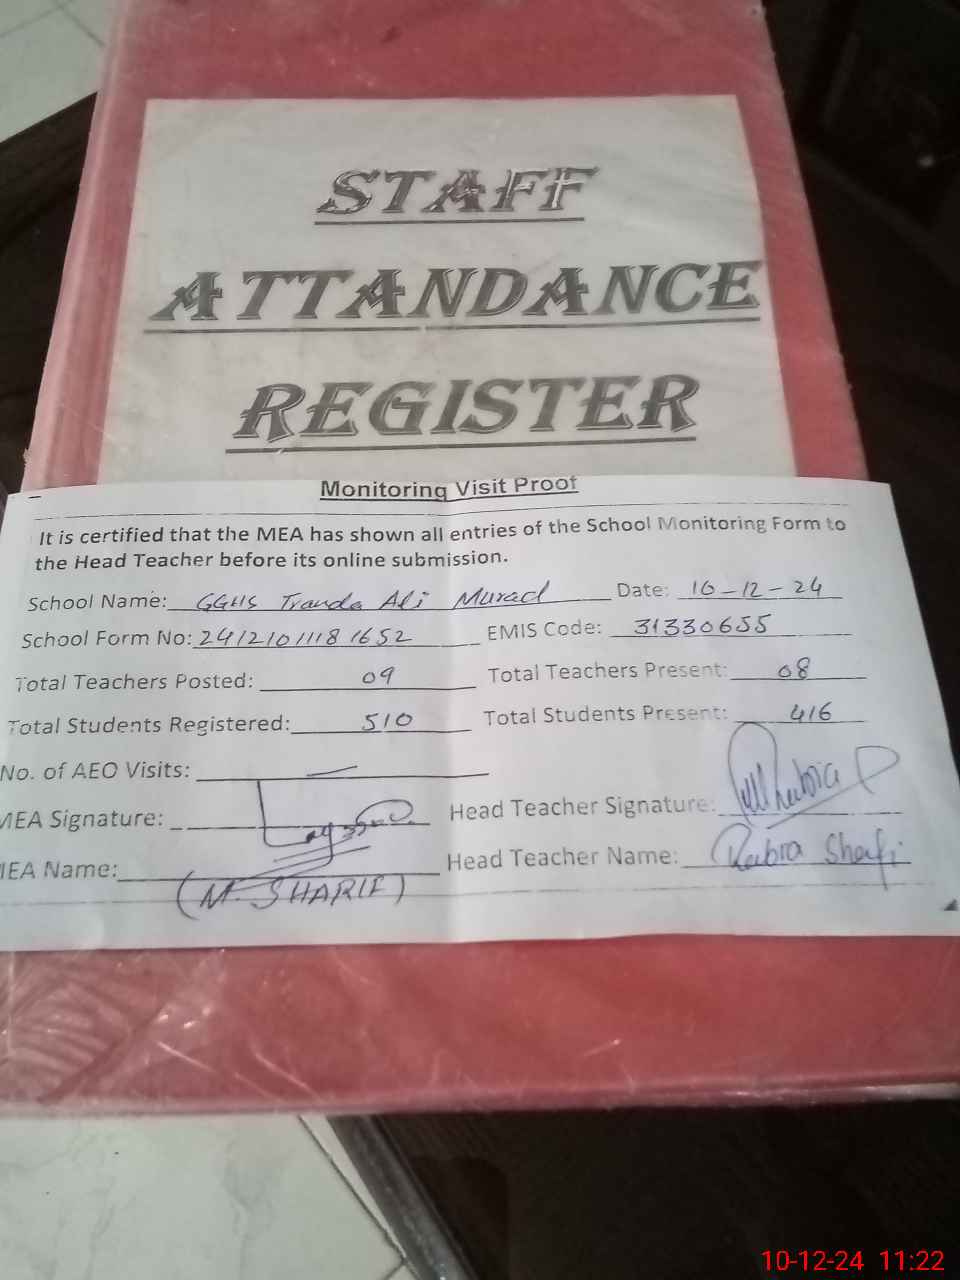 STAFF
ATTANDANCE
REGISTER
Monitoring Visit Proof
It is certified that the MEA has shown all entries of the School Monitoring Form to
the Head Teacher before its online submission.
School Name: GGHS Tranda Ali Murad Date: 10-12-24
School Form No: 24121011181652 EMIS Code: 31330655
Total Teachers Posted: 09 Total Teachers Present: 08
Total Students Registered: 510 Total Students Present: 416
No. of AEO Visits: —
MEA Signature: Head Teacher Signature:
MEA Name: (M. SHARIF) Head Teacher Name: Rabia Shafi
10-12-24 11:22